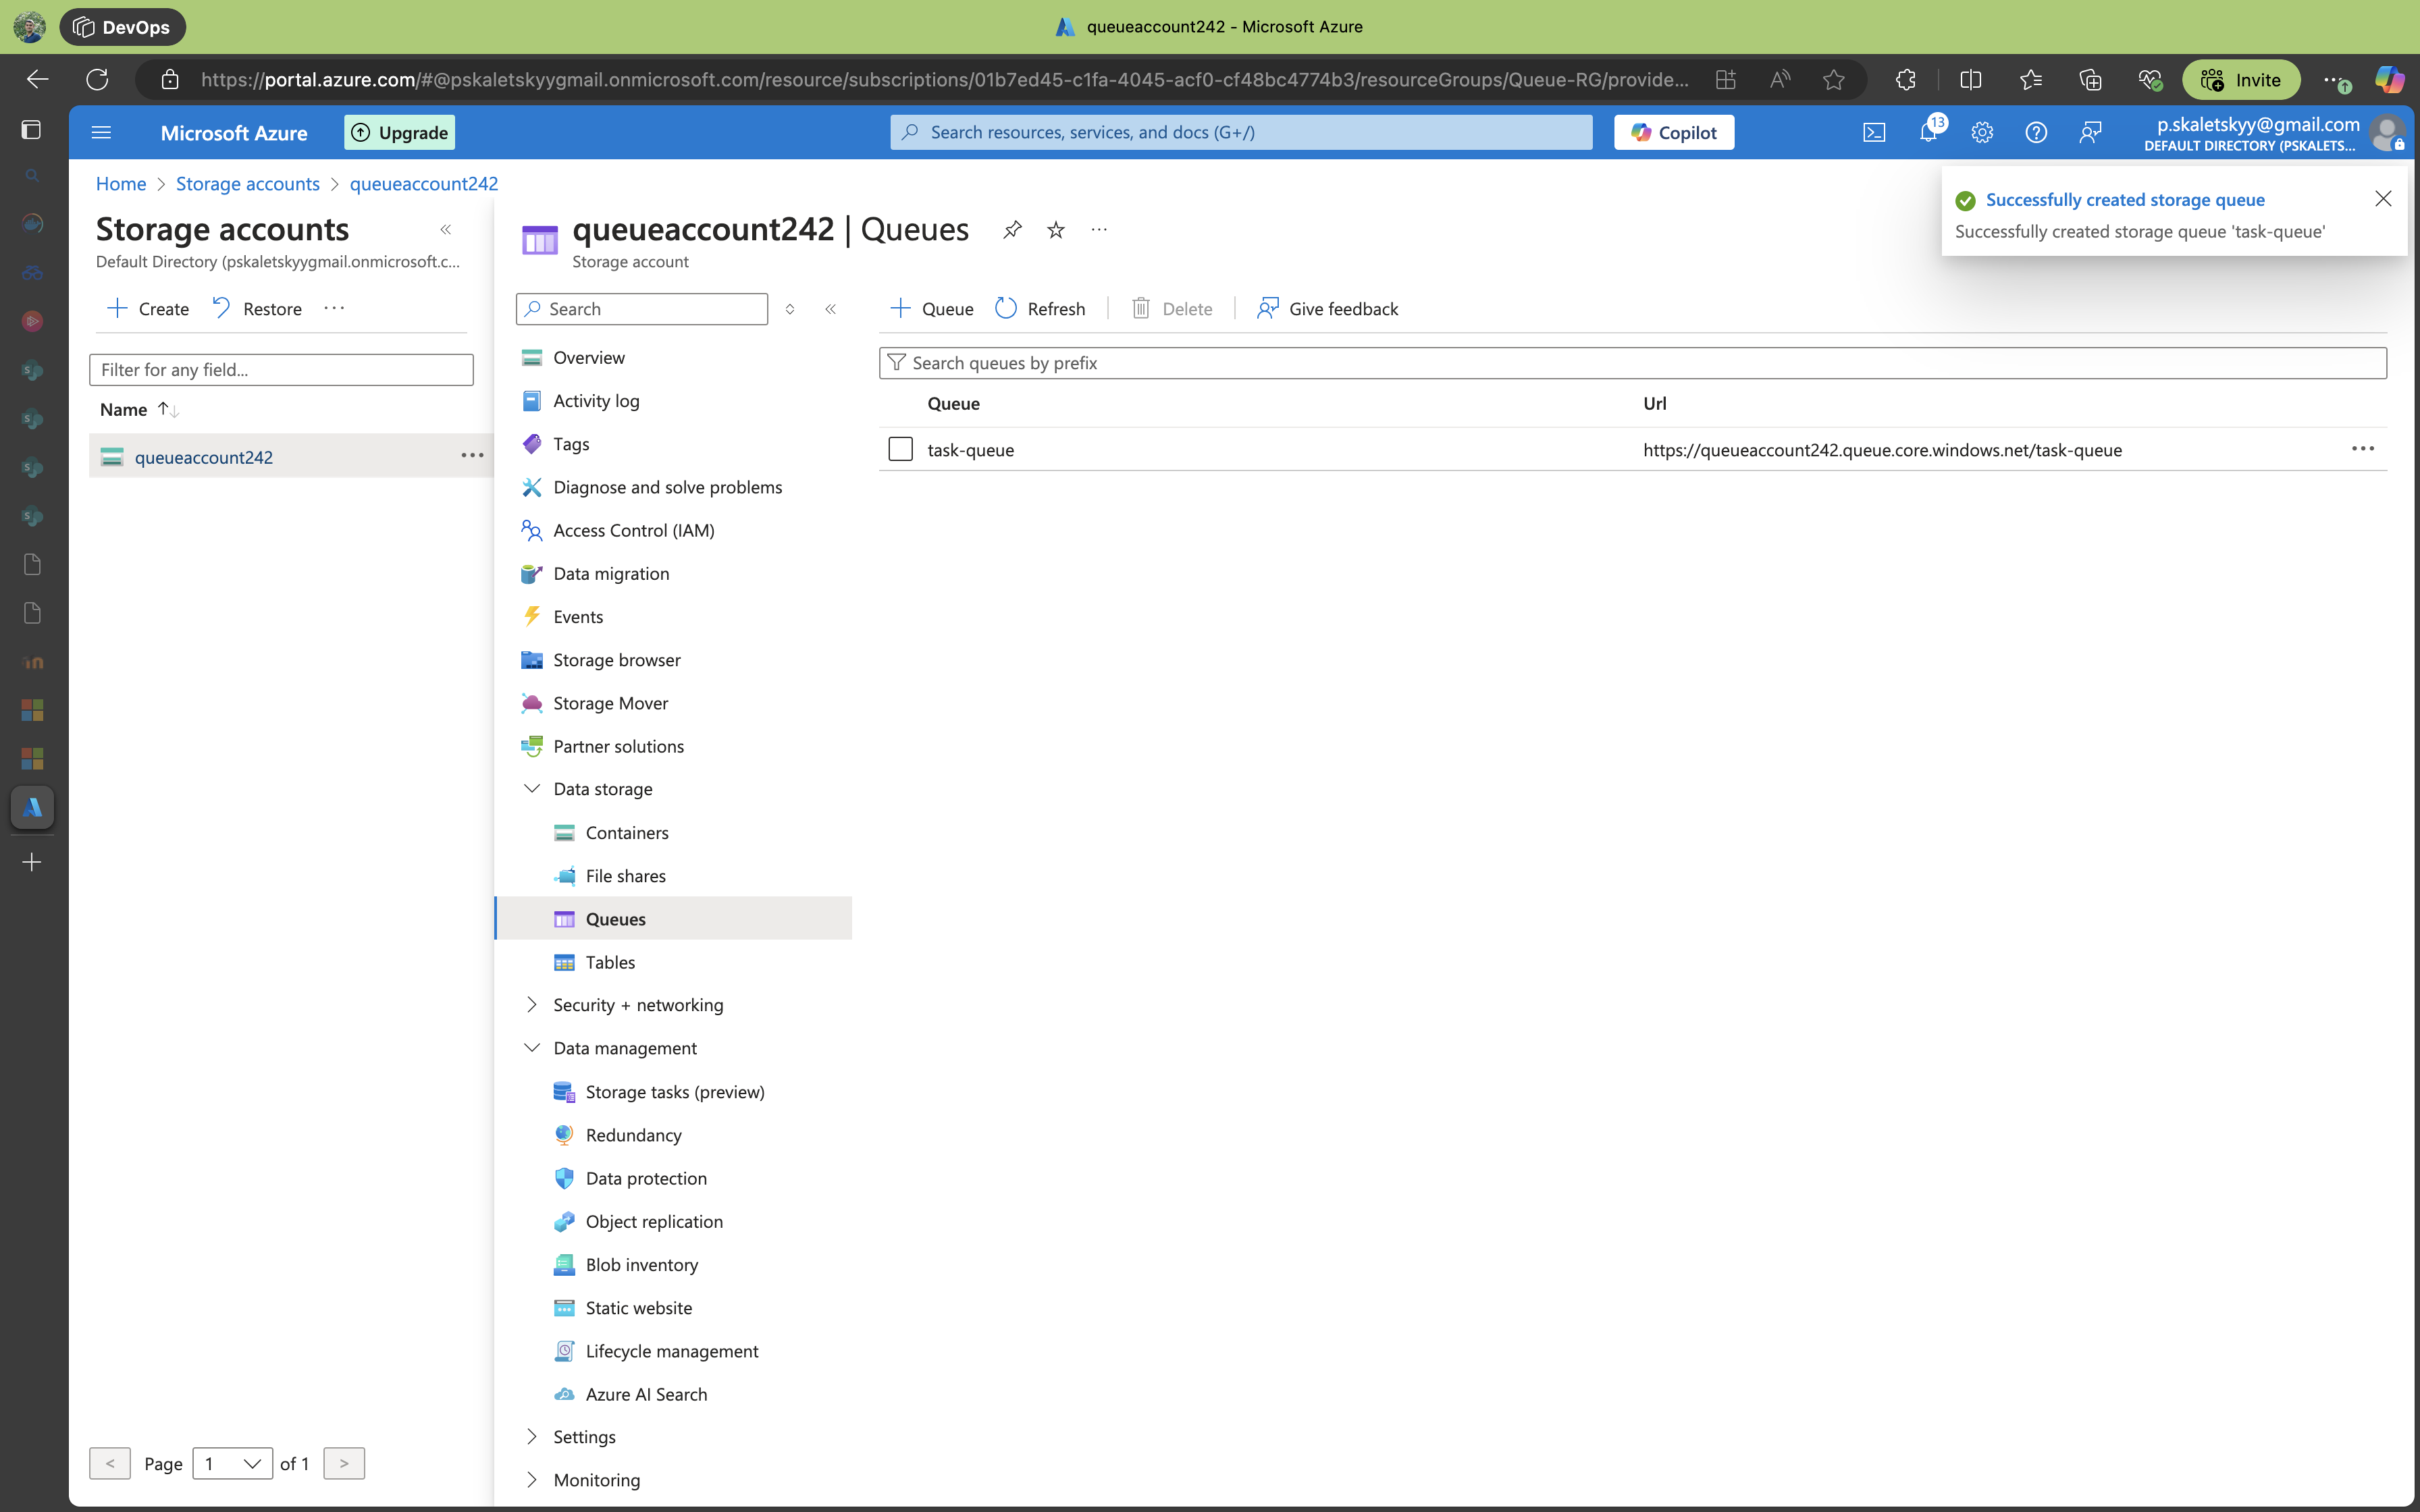 DevOps
queueaccount242 - Microsoft Azure
https://portal.azure.com/#@pskaletskyygmail.onmicrosoft.com/resource/subscriptions/01b7ed45-c1fa-4045-acf0-cf48bc4774b3/resourceGroups/Queue-RG/provide...
Invite
Microsoft Azure
Upgrade
Search resources, services, and docs (G+/)
Copilot
13
p.skaletskyy@gmail.com
DEFAULT DIRECTORY (PSKALETS...
Home > Storage accounts > queueaccount242
Successfully created storage queue
Successfully created storage queue 'task-queue'
Storage accounts
Default Directory (pskaletskyygmail.onmicrosoft.c...
Create
Restore
Filter for any field...
Name
queueaccount242
< Page 1 of 1 >
queueaccount242 | Queues
Storage account
Search
Overview
Activity log
Tags
Diagnose and solve problems
Access Control (IAM)
Data migration
Events
Storage browser
Storage Mover
Partner solutions
Data storage
Containers
File shares
Queues
Tables
Security + networking
Data management
Storage tasks (preview)
Redundancy
Data protection
Object replication
Blob inventory
Static website
Lifecycle management
Azure AI Search
Settings
Monitoring
Queue
Refresh
Delete
Give feedback
Search queues by prefix
Queue Url
task-queue https://queueaccount242.queue.core.windows.net/task-queue